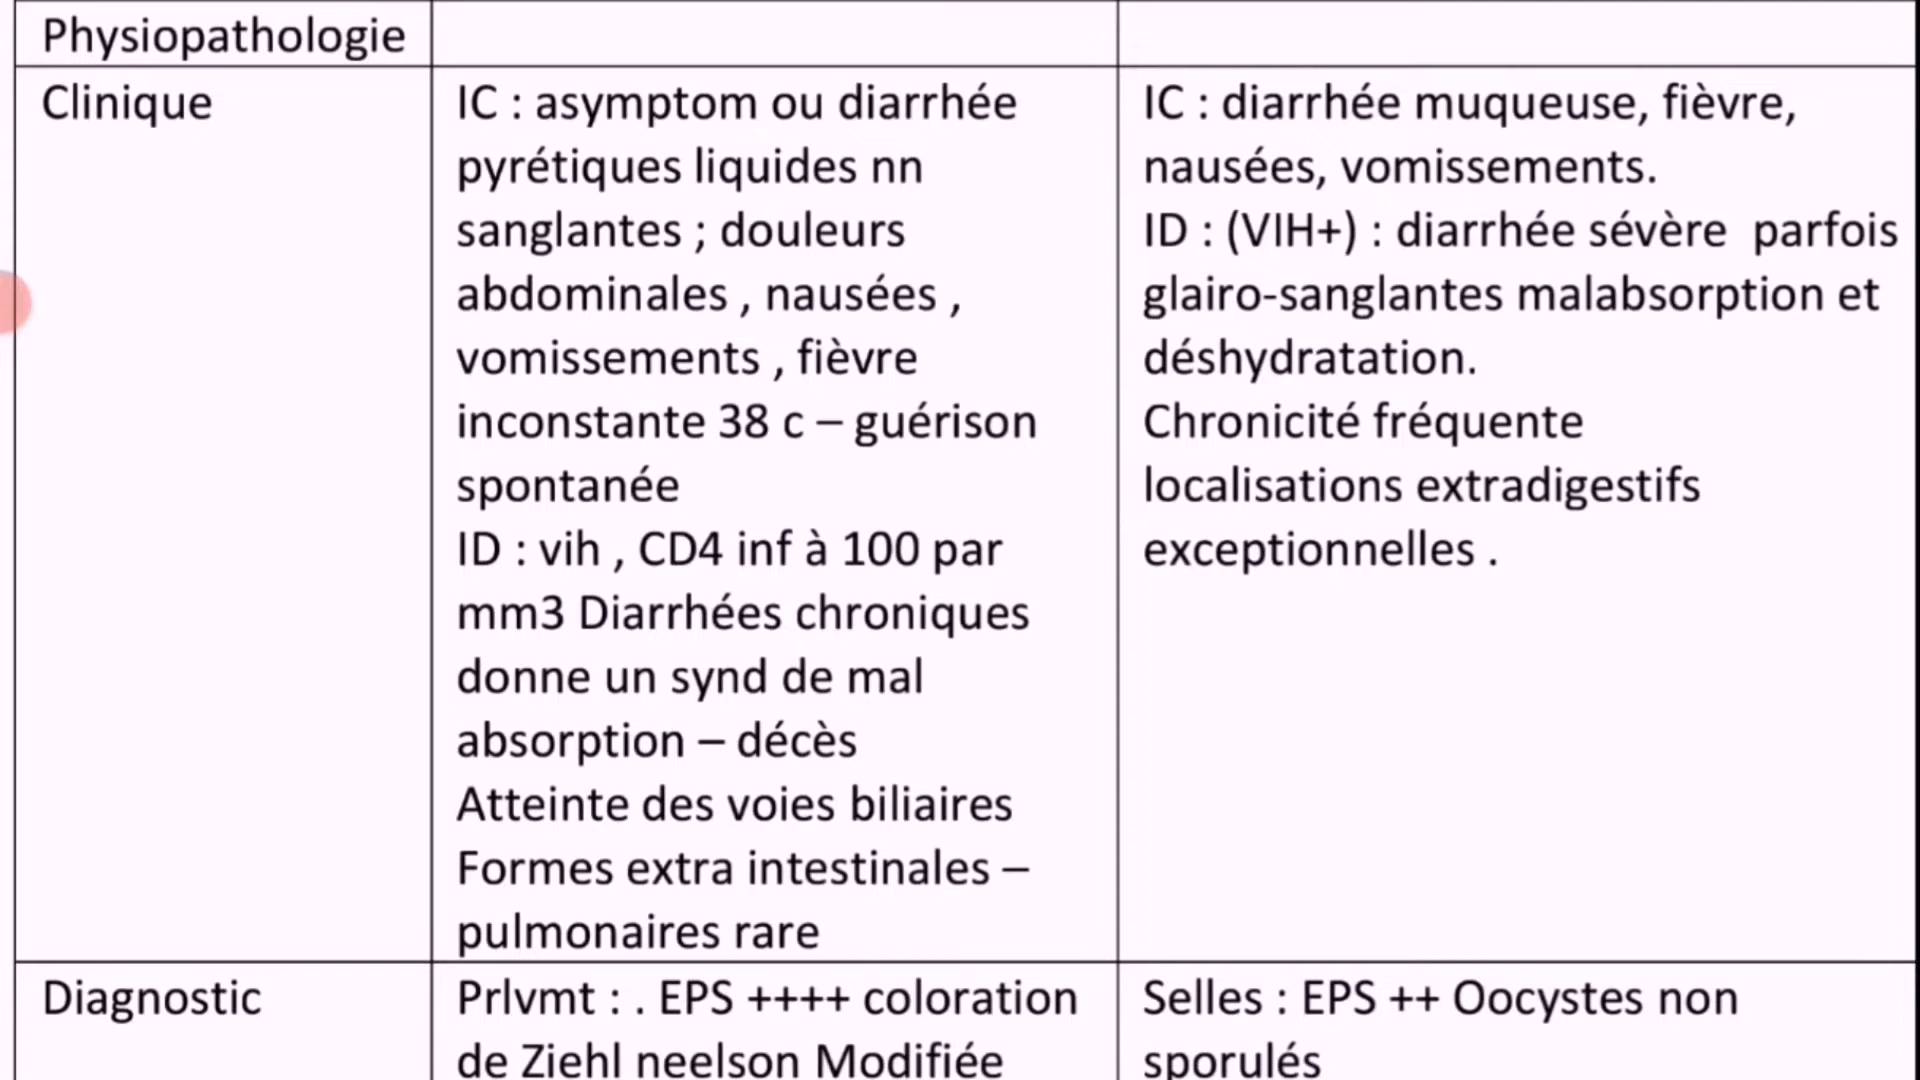 Physiopathologie
Clinique
IC : asymptom ou diarrhée
pyrétiques liquides nn
sanglantes ; douleurs
abdominales , nausées ,
vomissements , fièvre
inconstante 38 c – guérison
spontanée
ID : vih , CD4 inf à 100 par
mm3 Diarrhées chroniques
donne un synd de mal
absorption – décès
Atteinte des voies biliaires
Formes extra intestinales –
pulmonaires rare
IC : diarrhée muqueuse, fièvre,
nausées, vomissements.
ID : (VIH+) : diarrhée sévère  parfois
glairo-sanglantes malabsorption et
déshydratation.
Chronicité fréquente
localisations extradigestifs
exceptionnelles .
Diagnostic
Prlvmt : . EPS ++++ coloration
de Ziehl neelson Modifiée
Selles : EPS ++ Oocystes non
sporulés